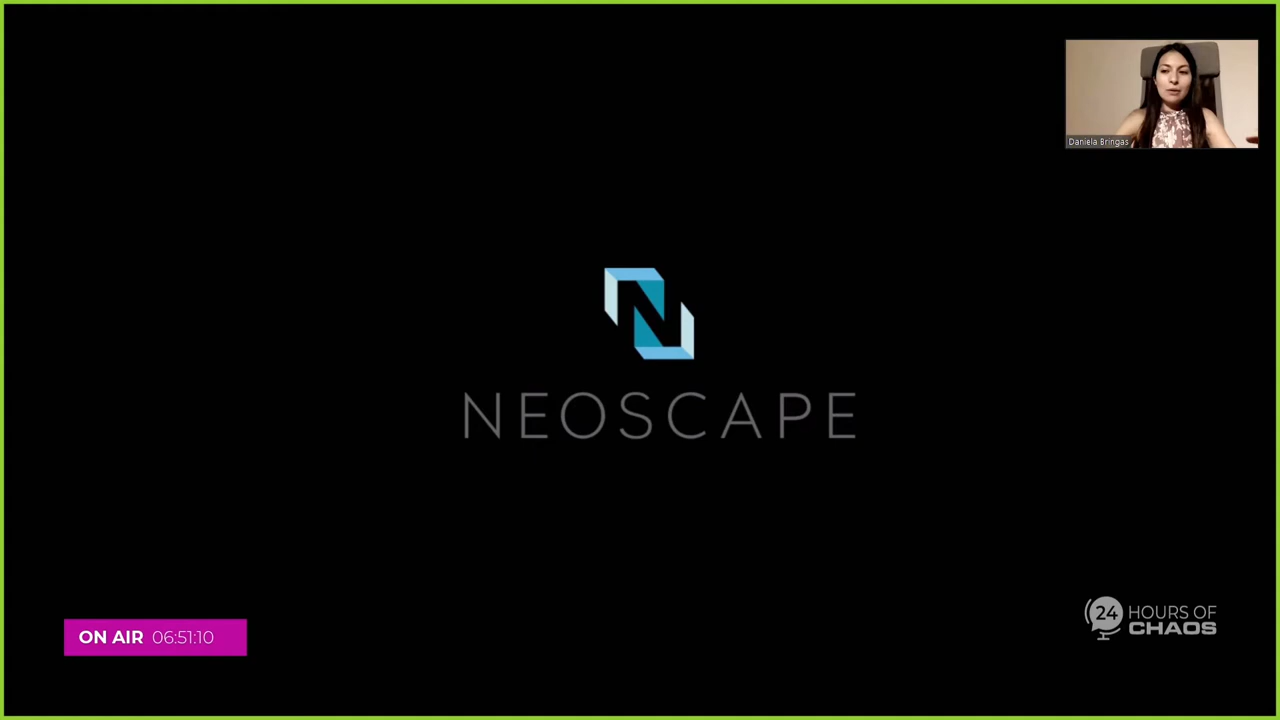 Daniela Bringas
N
NEOSCAPE
ON AIR 06:51:10
24 HOURS OF
CHAOS